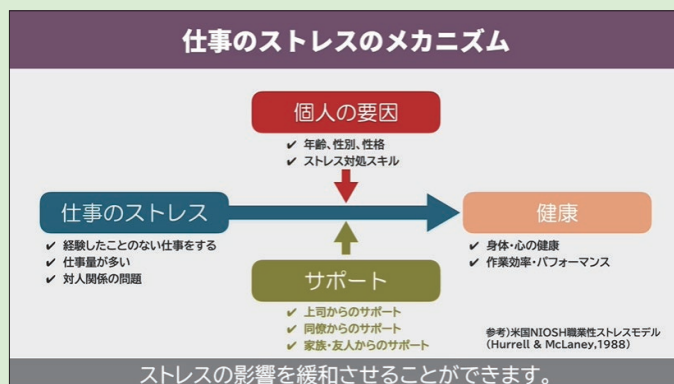 仕事のストレスのメカニズム
個人の要因
✔ 年齢、性別、性格
✔ ストレス対処スキル
仕事のストレス
✔ 経験したことのない仕事をする
✔ 仕事量が多い
✔ 対人関係の問題
健康
✔ 身体・心の健康
✔ 作業効率・パフォーマンス
サポート
✔ 上司からのサポート
✔ 同僚からのサポート
✔ 家族・友人からのサポート
参考)米国NIOSH職業性ストレスモデル
(Hurrell & McLaney,1988)
ストレスの影響を緩和させることができます。